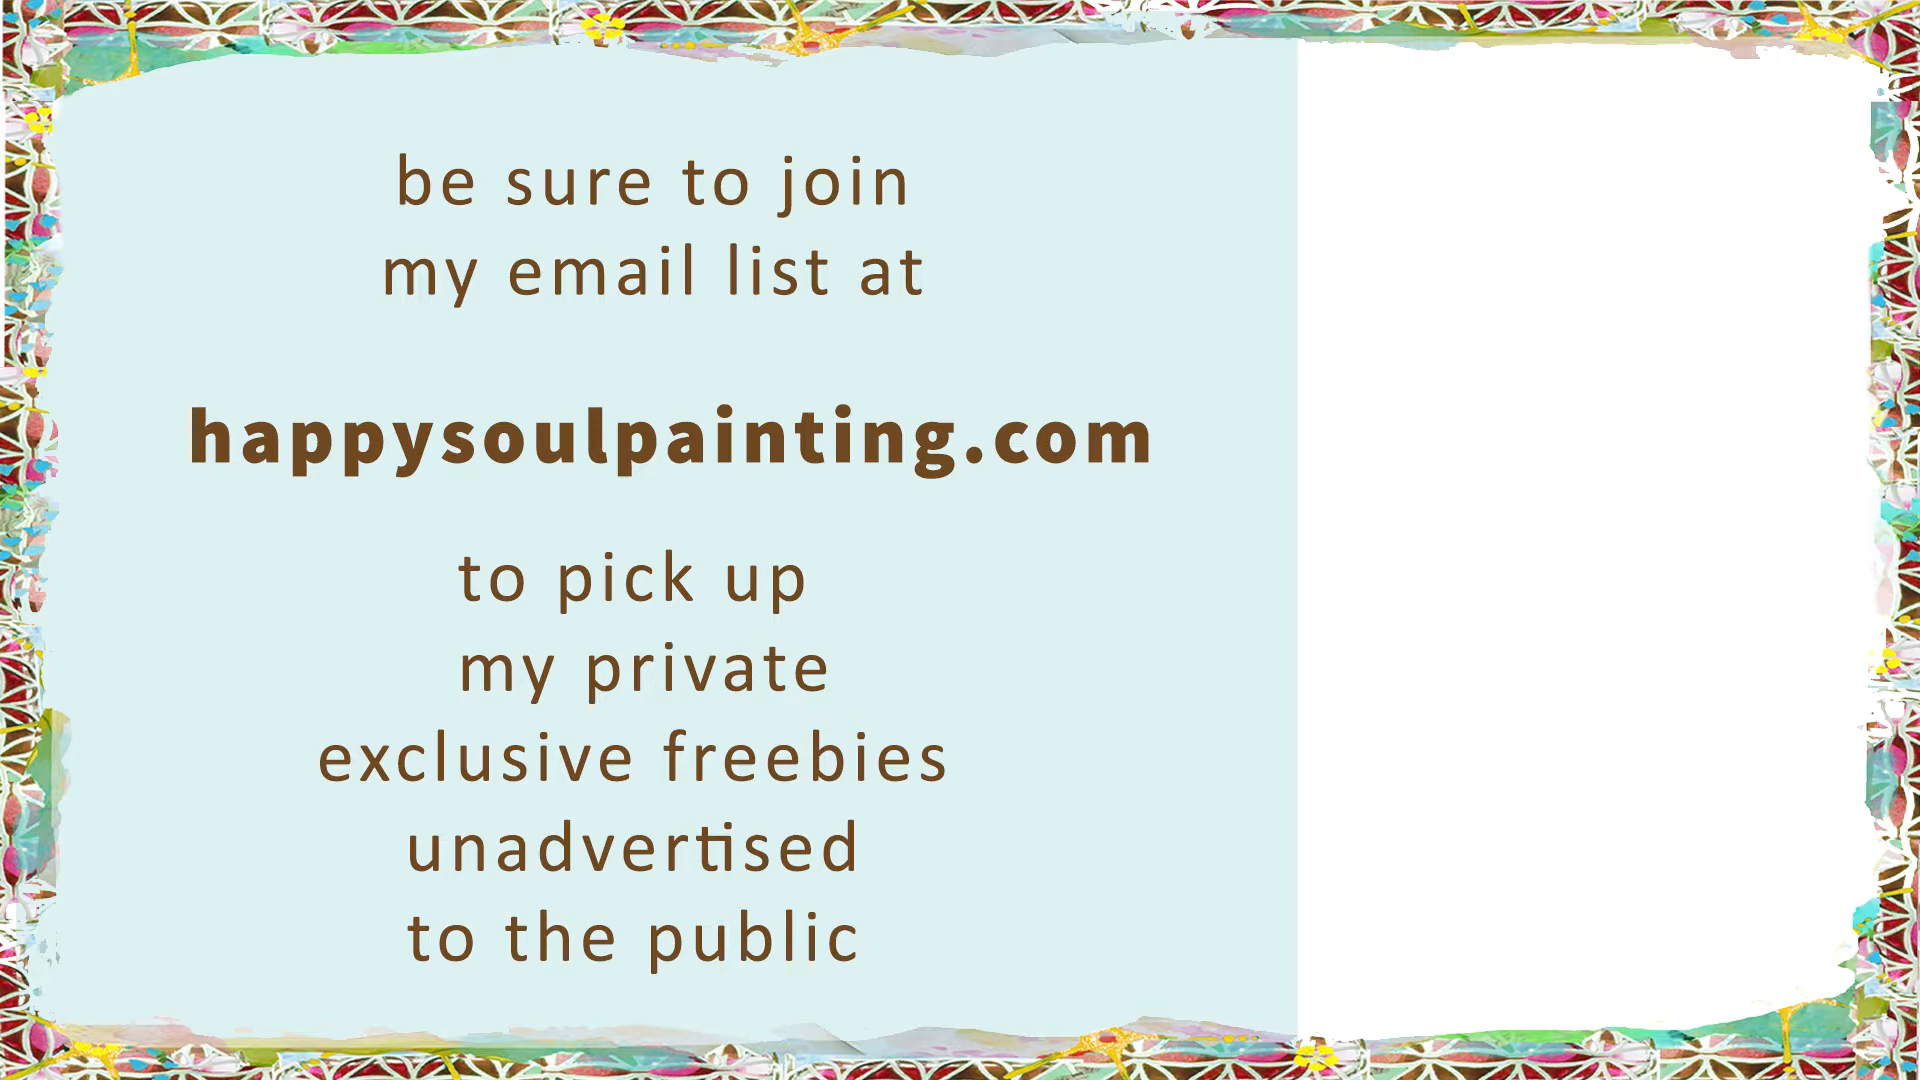 be sure to join
my email list at
happysoulpainting.com
to pick up
my private
exclusive freebies
unadvertised
to the public